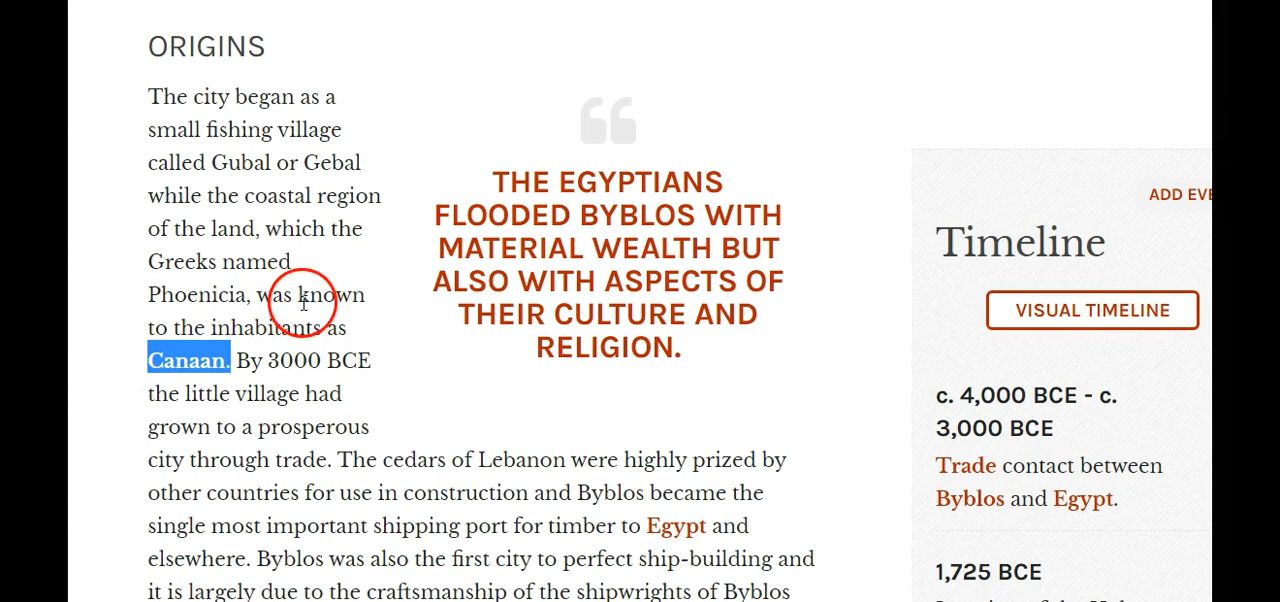 ORIGINS
The city began as a
small fishing village
called Gubal or Gebal
while the coastal region
of the land, which the
Greeks named
Phoenicia, was known
to the inhabitants as
Canaan. By 3000 BCE
the little village had
grown to a prosperous
city through trade. The cedars of Lebanon were highly prized by
other countries for use in construction and Byblos became the
single most important shipping port for timber to Egypt and
elsewhere. Byblos was also the first city to perfect ship-building and
it is largely due to the craftsmanship of the shipwrights of Byblos
THE EGYPTIANS
FLOODED BYBLOS WITH
MATERIAL WEALTH BUT
ALSO WITH ASPECTS OF
THEIR CULTURE AND
RELIGION.
ADD EVE
Timeline
VISUAL TIMELINE
c. 4,000 BCE - c.
3,000 BCE
Trade contact between
Byblos and Egypt.
1,725 BCE